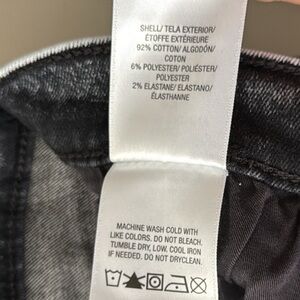 SHELL/ TELA EXTERIOR/
ÉTOFFE EXTÉRIEURE
92% COTTON/ ALGODÓN/
COTON
6% POLYESTER/ POLIÉSTER/
POLYESTER
2% ELASTANE/ ELASTANO/
ÉLASTHANNE
MACHINE WASH COLD WITH
LIKE COLORS. DO NOT BLEACH.
TUMBLE DRY, LOW. COOL IRON
IF NEEDED. DO NOT DRYCLEAN.